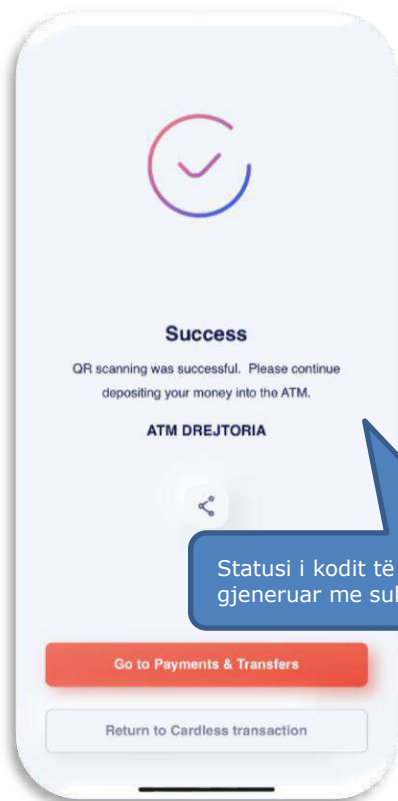 Success
QR scanning was successful. Please continue
depositing your money into the ATM.
ATM DREJTORIA
Statusi i kodit të
gjeneruar me
Go to Payments & Transfers
Return to Cardless transaction